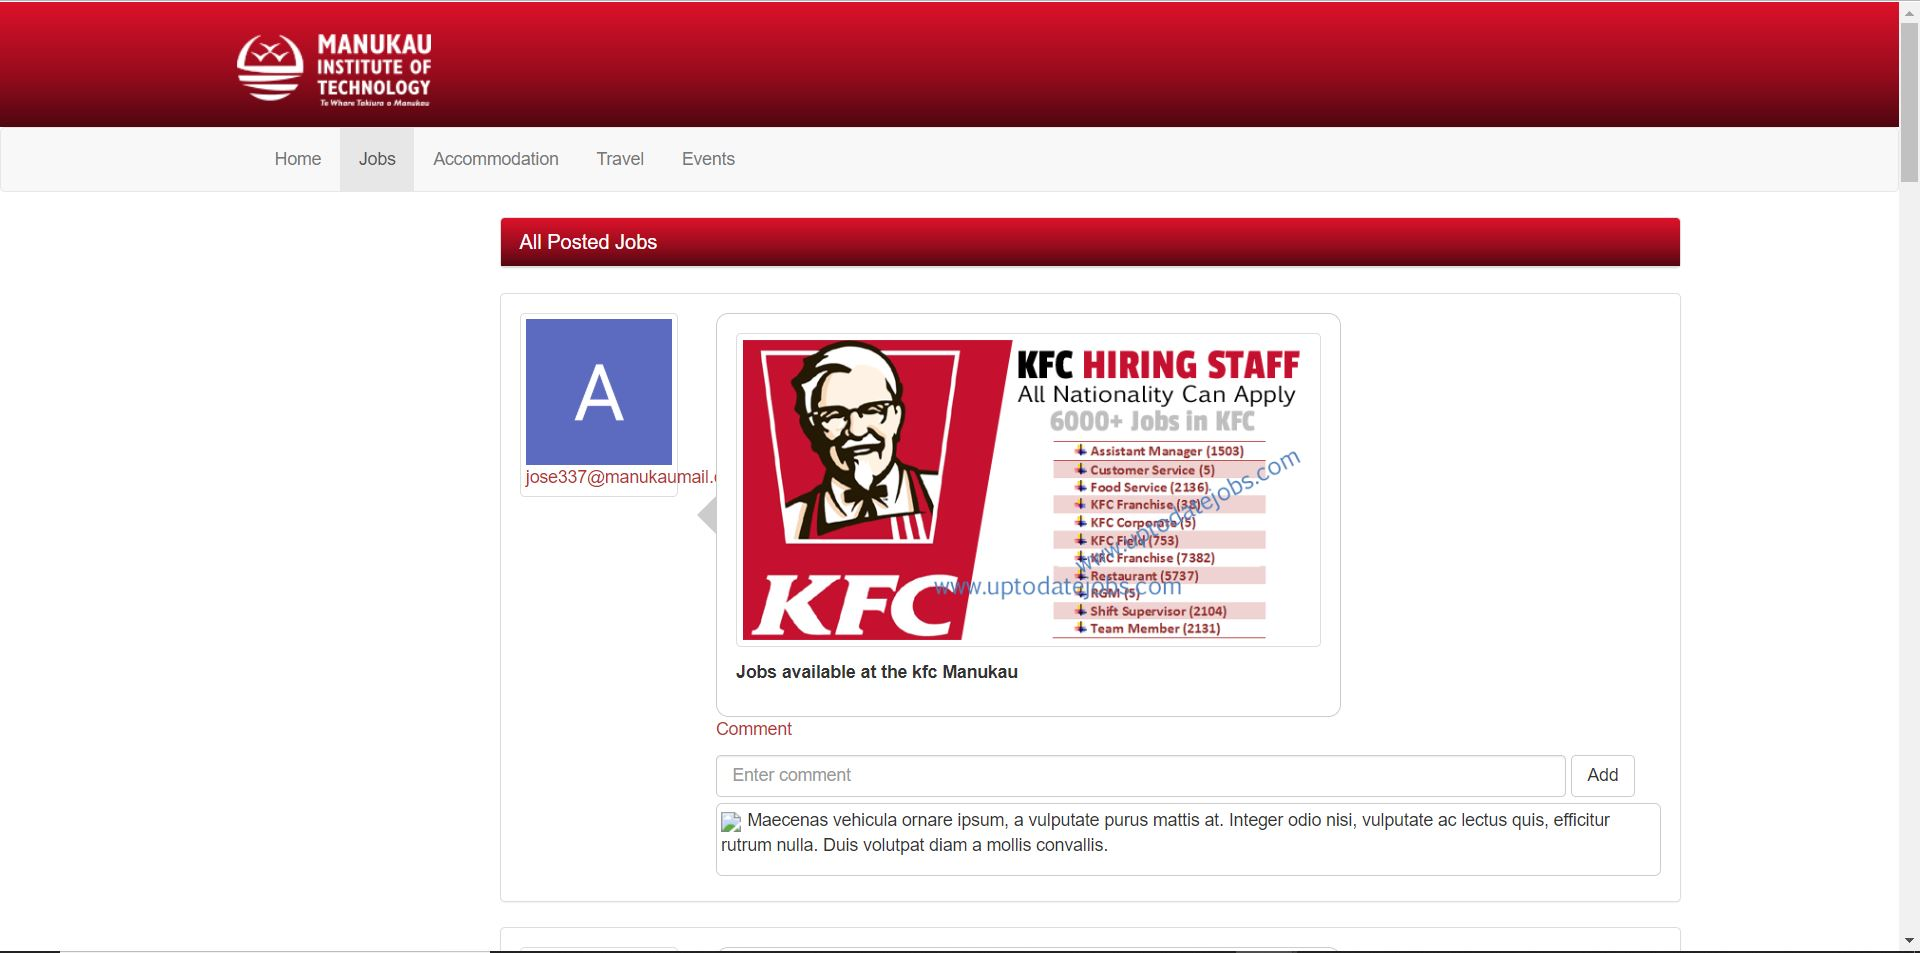 MANUKAU
INSTITUTE OF
TECHNOLOGY
Te Whare Takiura o Manukau
Home
Jobs
Accommodation
Travel
Events
All Posted Jobs
A
jose337@manukaumail.
KFC HIRING STAFF
All Nationality Can Apply
6000+ Jobs in KFC
Assistant Manager (1503)
Customer Service (5)
Food Service (2136)
KFC Franchise (38)
KFC Corporate (5)
KFC Field (753)
KFC Franchise (7382)
Restaurant (5737)
RGM (5)
Shift Supervisor (2104)
Team Member (2131)
www.uptodatejobs.com
www.uptodatejobs.com
KFC
Jobs available at the kfc Manukau
Comment
Enter comment
Add
Maecenas vehicula ornare ipsum, a vulputate purus mattis at. Integer odio nisi, vulputate ac lectus quis, efficitur
rutrum nulla. Duis volutpat diam a mollis convallis.